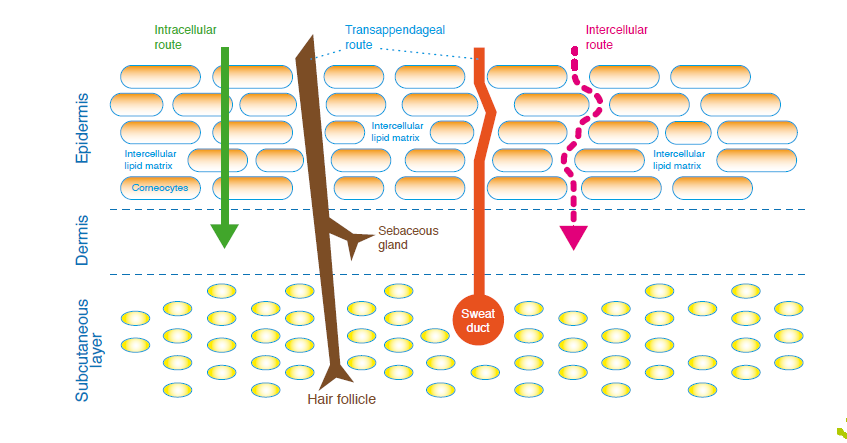 Intracellular
route
Transappendageal
route
Intercellular
route
Epidermis
Intercellular
lipid matrix
Intercellular
lipid matrix
Intercellular
lipid matrix
Corneocytes
Dermis
Sebaceous
gland
Subcutaneous
layer
Sweat
duct
Hair follicle